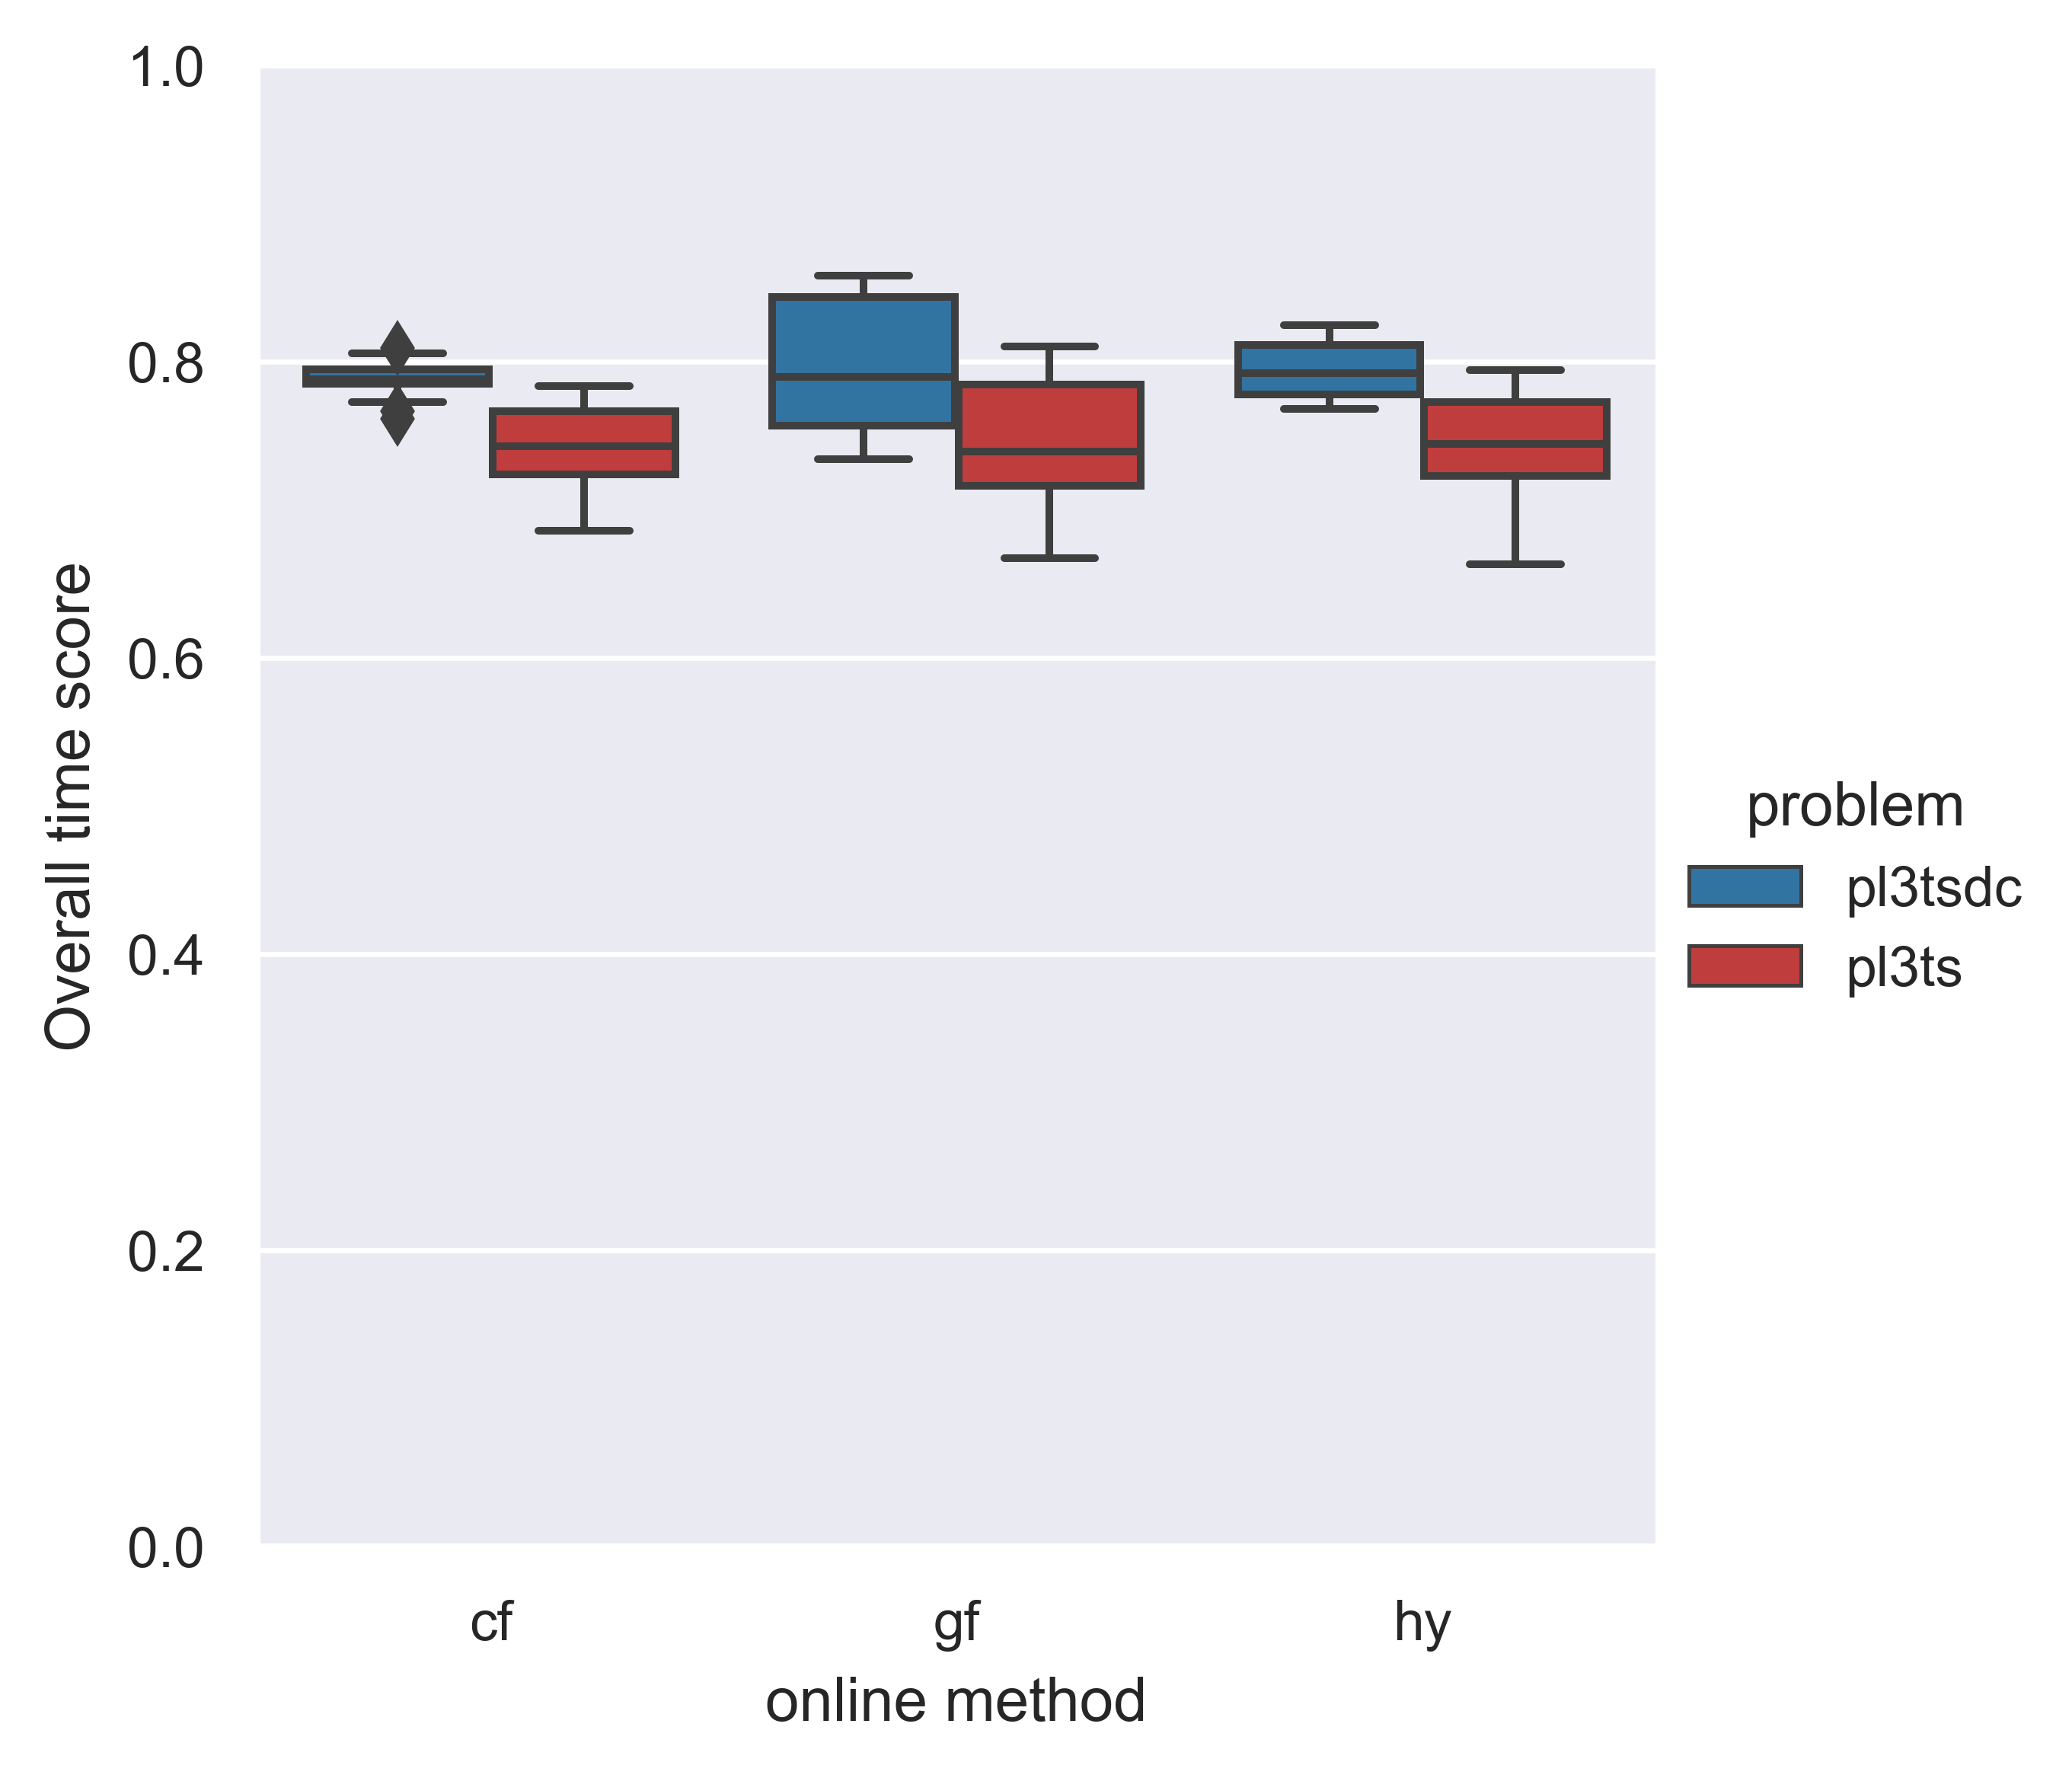 1.0
0.8
0.6
0.4
0.2
0.0
Overall time score
cf
gf
hy
online method
problem
pl3tsdc
pl3ts